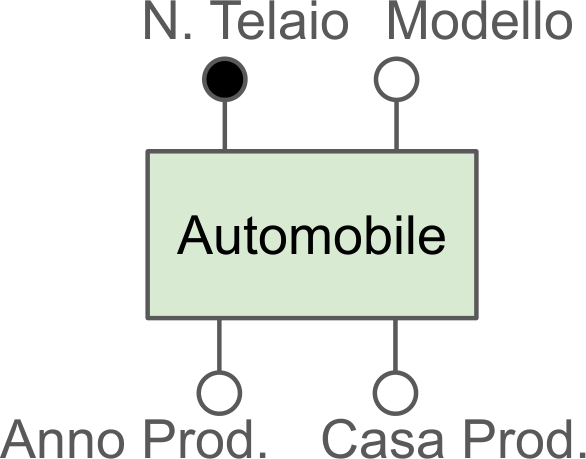 N. Telaio Modello
Automobile
Anno Prod. Casa Prod.